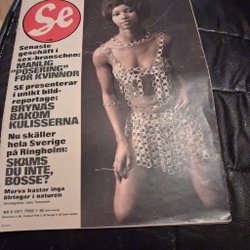 Se
Senaste
geschäft i
sex-branschen:
MANLIG
"POSERING"
FÖR KVINNOR
SE presenterar
i unikt bild-
reportage:
BRYNÄS
BAKOM
KULISSERNA
Nu skäller
hela Sverige
på Ringholm:
SKÄMS
DU INTE,
BOSSE?
Marva kastar inga
ölringar i naturen